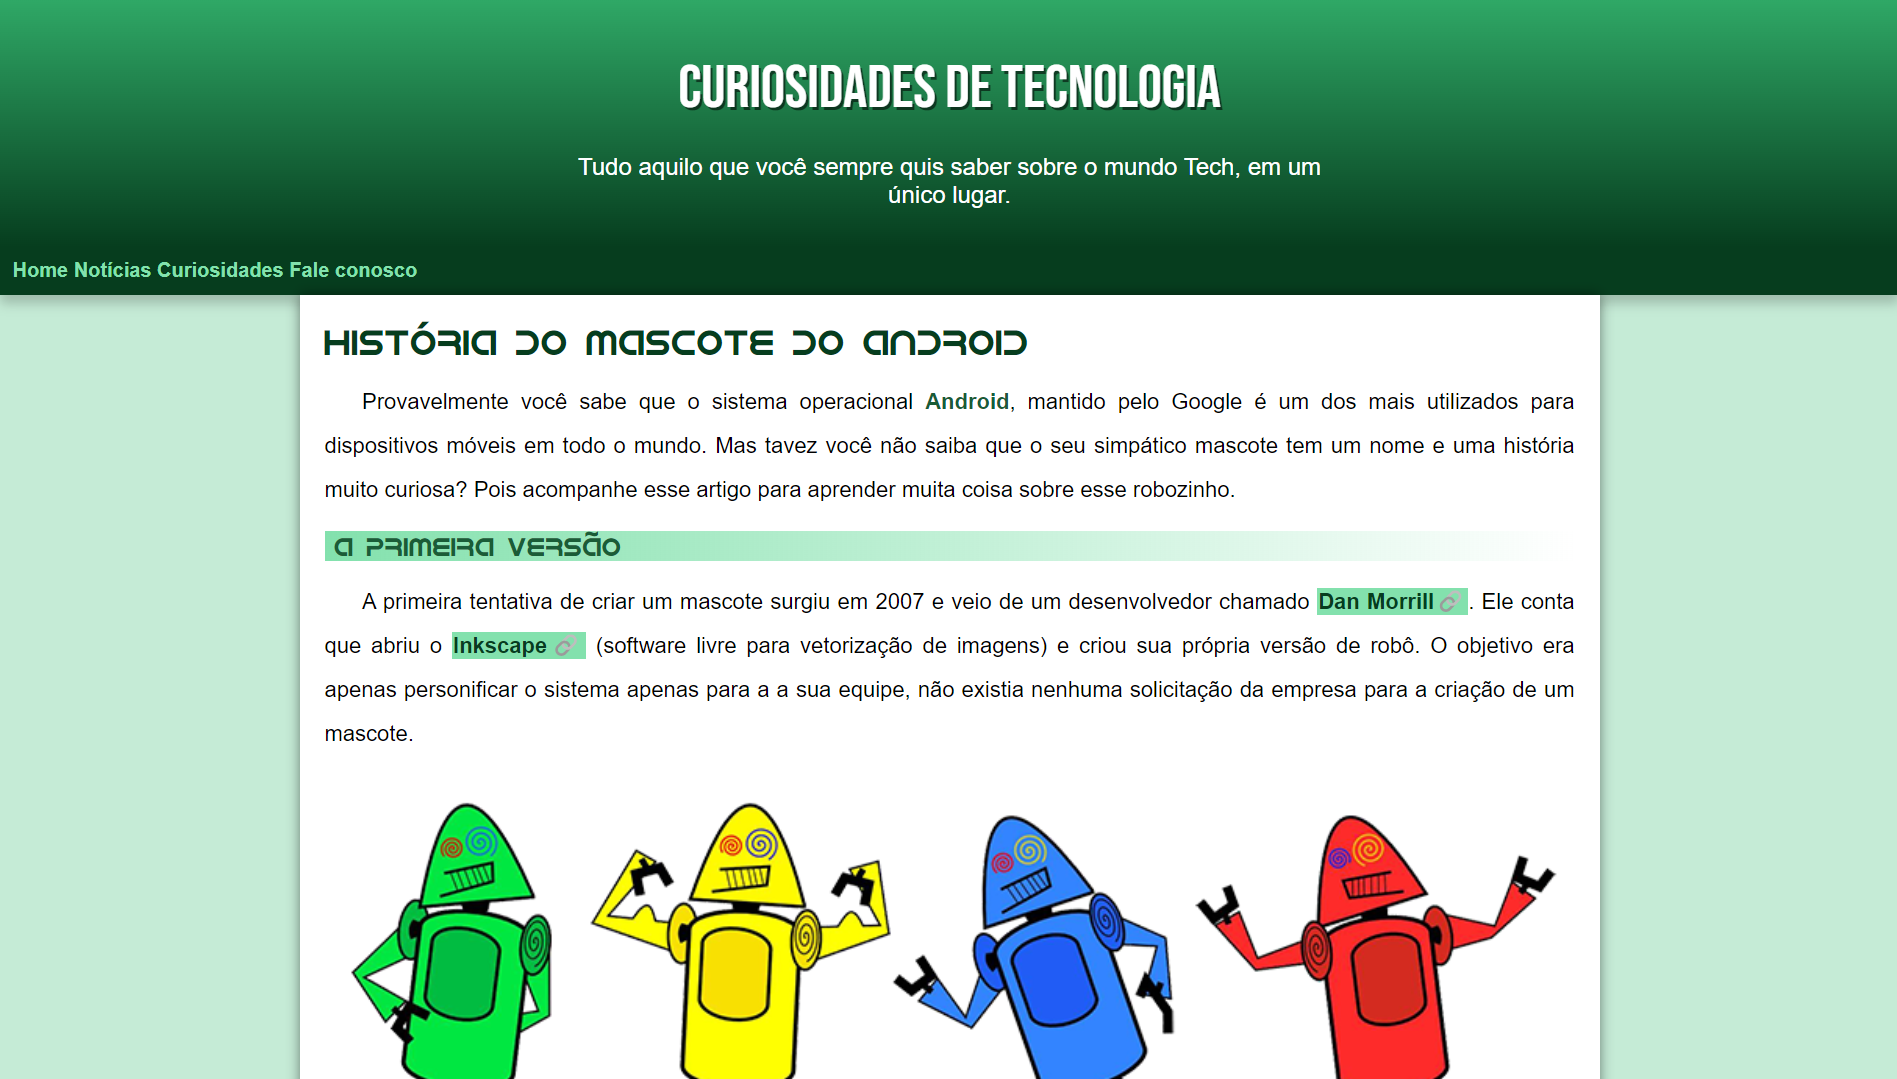 CURIOSIDADES DE TECNOLOGIA
Tudo aquilo que você sempre quis saber sobre o mundo Tech, em um
único lugar.
Home Notícias Curiosidades Fale conosco
HISTÓRIA DO MASCOTE DO ANDROID
Provavelmente você sabe que o sistema operacional Android, mantido pelo Google é um dos mais utilizados para
dispositivos móveis em todo o mundo. Mas tavez você não saiba que o seu simpático mascote tem um nome e uma história
muito curiosa? Pois acompanhe esse artigo para aprender muita coisa sobre esse robozinho.
A PRIMEIRA VERSÃO
A primeira tentativa de criar um mascote surgiu em 2007 e veio de um desenvolvedor chamado Dan Morrill. Ele conta
que abriu o Inkscape (software livre para vetorização de imagens) e criou sua própria versão de robô. O objetivo era
apenas personificar o sistema apenas para a a sua equipe, não existia nenhuma solicitação da empresa para a criação de um
mascote.